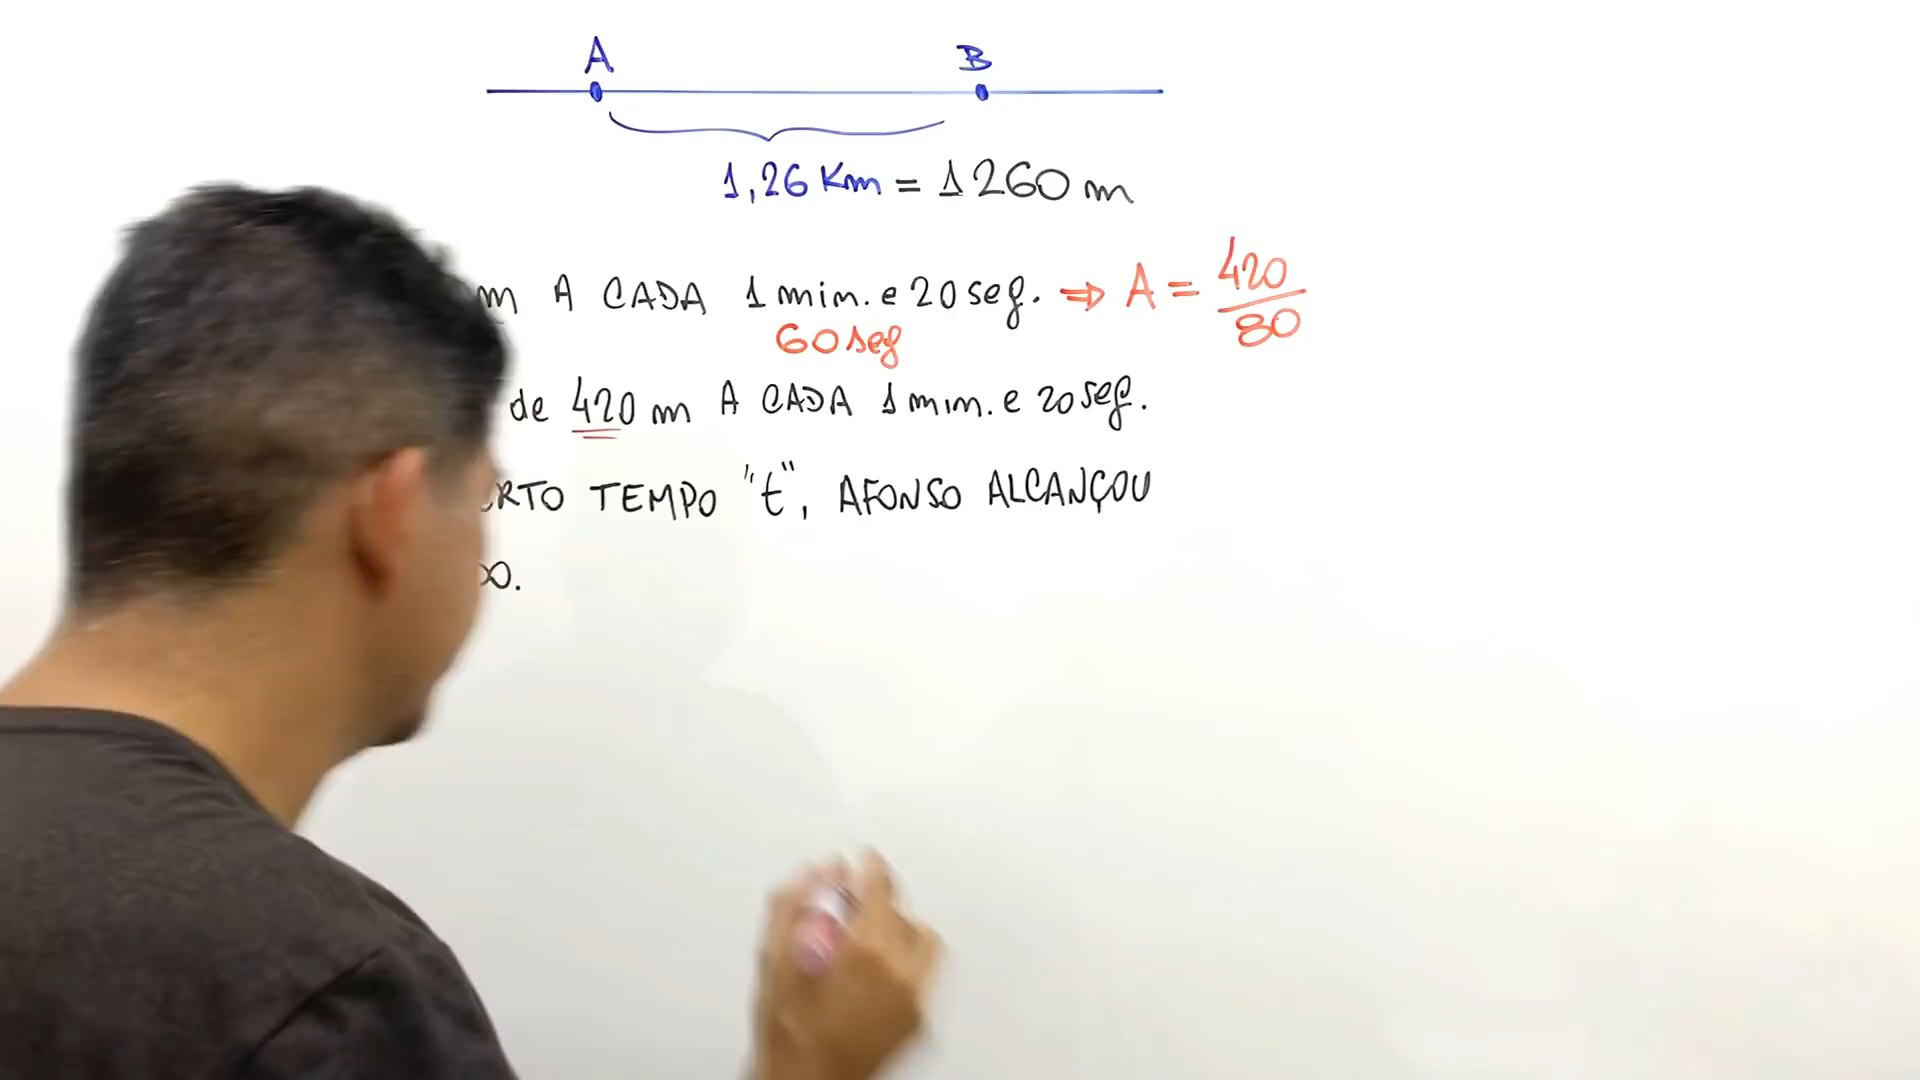 A B
1,26 Km = 1260 m
m A CADA 1 min. e 20 seg. ⇒ A = 420/80
60 seg
de 420 m A CADA 1 min. e 20 seg.
RTO TEMPO "t", AFONSO ALCANÇOU
O.